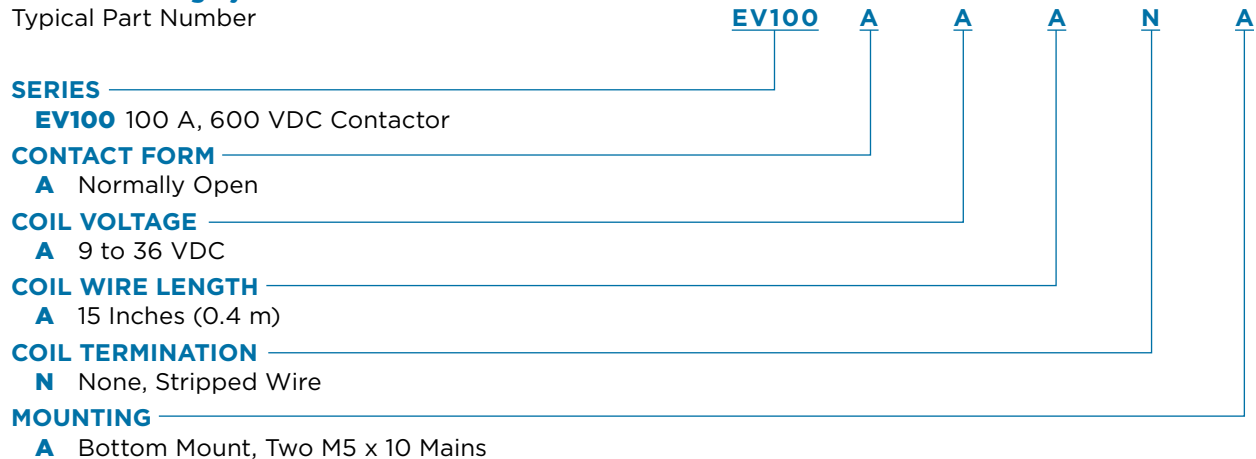 Typical Part Number EV100 A A A N A
SERIES
EV100 100 A, 600 VDC Contactor
CONTACT FORM
A Normally Open
COIL VOLTAGE
A 9 to 36 VDC
COIL WIRE LENGTH
A 15 Inches (0.4 m)
COIL TERMINATION
N None, Stripped Wire
MOUNTING
A Bottom Mount, Two M5 x 10 Mains